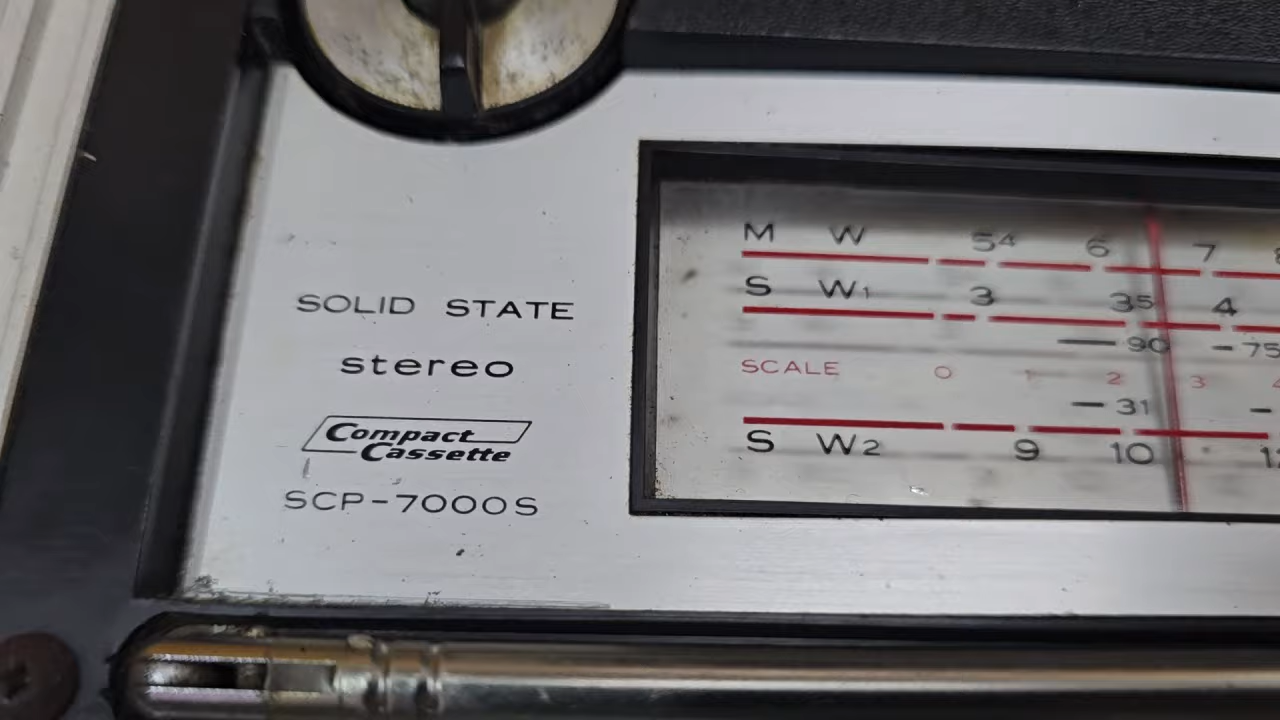 SOLID STATE
stereo
Compact
Cassette
SCP-7000S
M W 54 6 7
S W1 3 35 4
90 75
SCALE 0 1 2 3
31
S W2 9 10